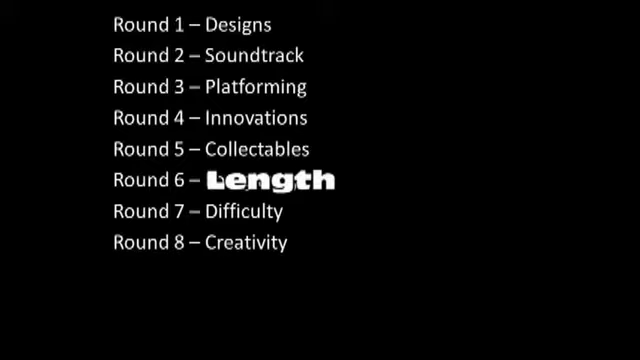 Round 1 – Designs
Round 2 – Soundtrack
Round 3 – Platforming
Round 4 – Innovations
Round 5 – Collectables
Round 6 – Length
Round 7 – Difficulty
Round 8 – Creativity